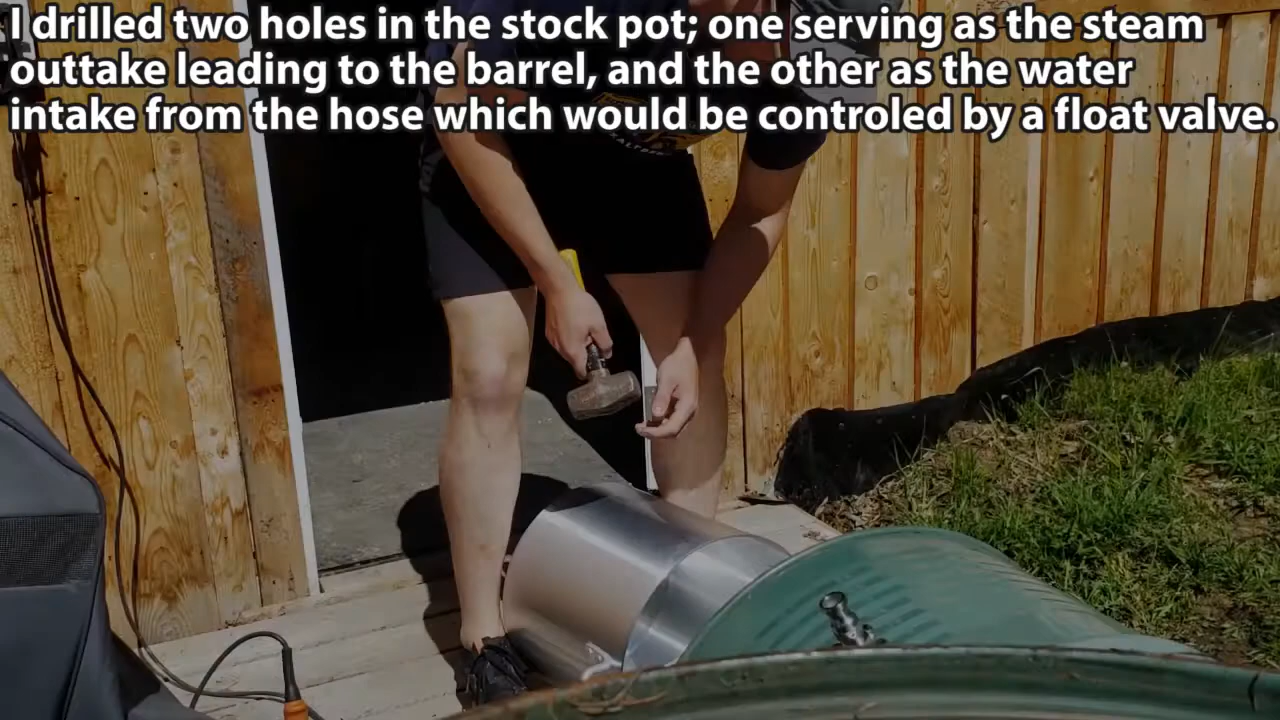 I drilled two holes in the stock pot; one serving as the steam
outtake leading to the barrel, and the other as the water
intake from the hose which would be controled by a float valve.